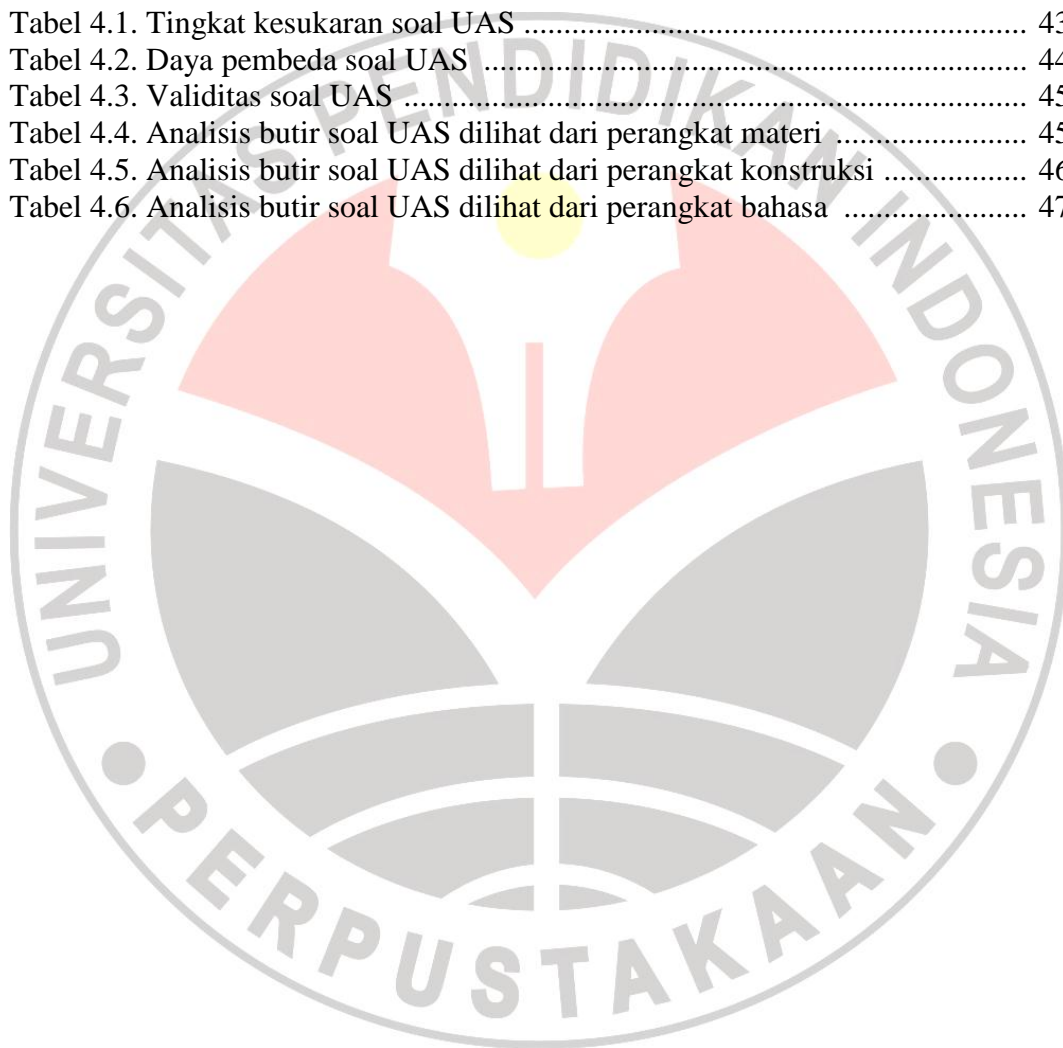 Tabel 4.1. Tingkat kesukaran soal UAS ................................................................ 43
Tabel 4.2. Daya pembeda soal UAS ..................................................................... 44
Tabel 4.3. Validitas soal UAS ............................................................................... 45
Tabel 4.4. Analisis butir soal UAS dilihat dari perangkat materi ........................ 45
Tabel 4.5. Analisis butir soal UAS dilihat dari perangkat konstruksi .................. 46
Tabel 4.6. Analisis butir soal UAS dilihat dari perangkat bahasa ....................... 47
UNIVERSITAS PENDIDIKAN INDONESIA
PERPUSTAKAAN